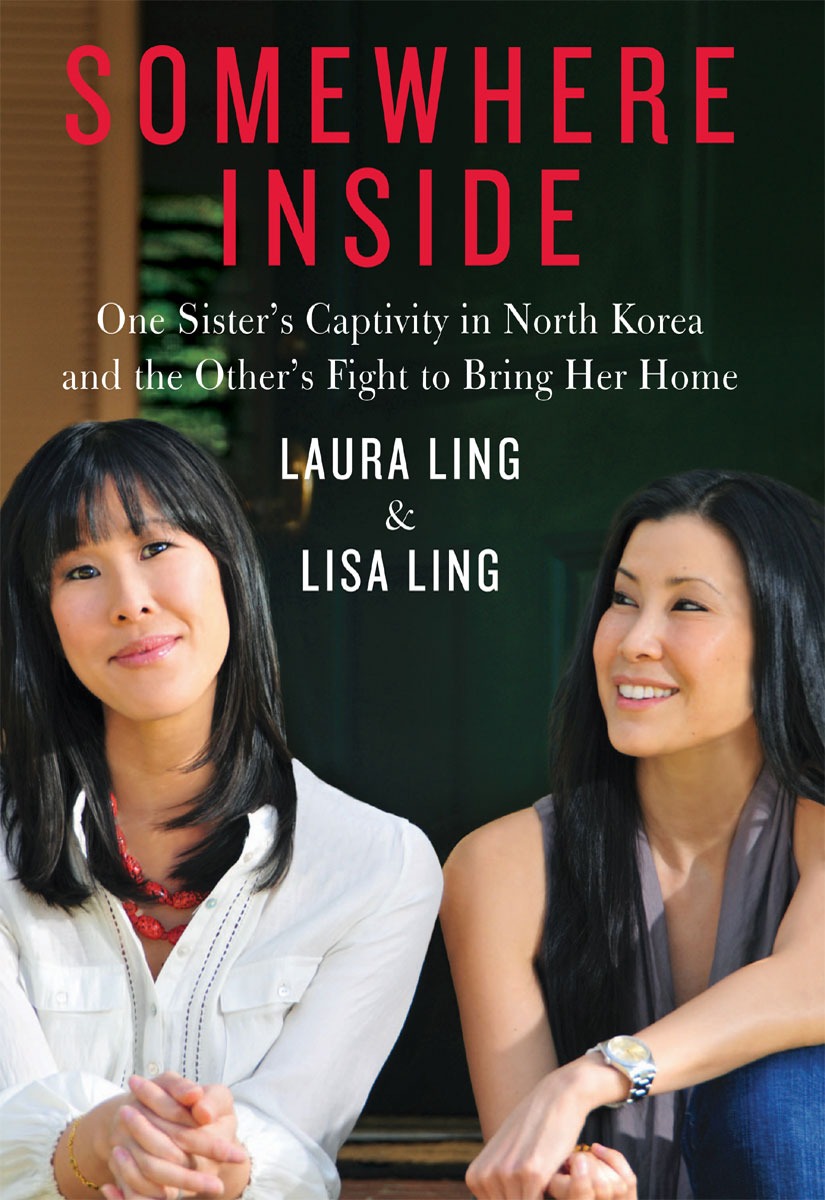 SOMEWHERE
INSIDE
One Sister's Captivity in North Korea
and the Other's Fight to Bring Her Home
LAURA LING
&
LISA LING